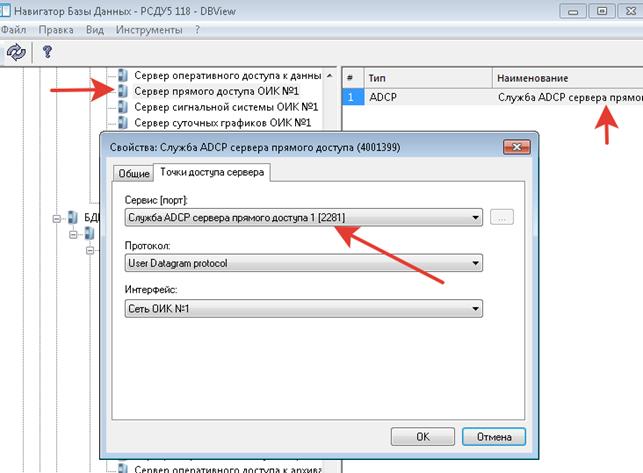 Навигатор Базы Данных - РСДУ5 118 - DBView
Файл Правка Вид Инструменты ?
Сервер оперативного доступа к данны
Сервер прямого доступа ОИК №1
Сервер сигнальной системы ОИК №1
Сервер суточных графиков ОИК №1
# Тип Наименование
1 ADCP Служба ADCP сервера прямо
Свойства: Служба ADCP сервера прямого доступа (4001399)
Общие Точки доступа сервера
Сервис [порт]:
Служба ADCP сервера прямого доступа 1 [2281]
...
Протокол:
User Datagram protocol
Интерфейс:
Сеть ОИК №1
OK Отмена
Сервер оперативного доступа к архива